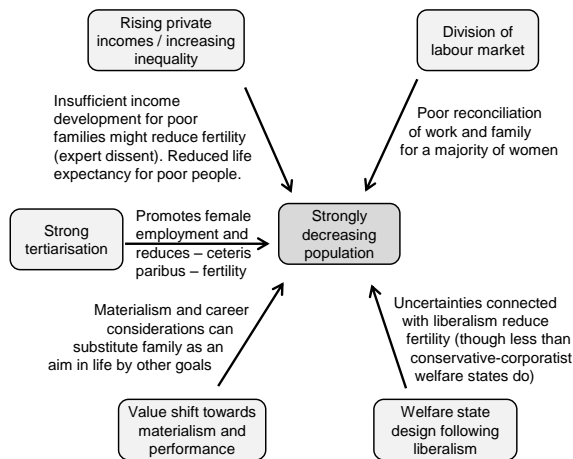 Rising private
incomes / increasing
inequality
Division of
labour market
Insufficient income
development for poor
families might reduce fertility
(expert dissent). Reduced life
expectancy for poor people.
Poor reconciliation
of work and family
for a majority of women
Strong
tertiarisation
Promotes female
employment and
reduces – ceteris
paribus – fertility
Strongly
decreasing
population
Materialism and career
considerations can
substitute family as an
aim in life by other goals
Uncertainties connected
with liberalism reduce
fertility (though less than
conservative-corporatist
welfare states do)
Value shift towards
materialism and
performance
Welfare state
design following
liberalism